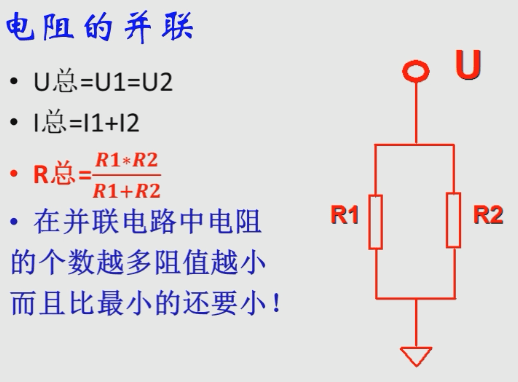 电阻的并联
• U总=U1=U2
• I总=I1+I2
• R总=R1*R2/R1+R2
• 在并联电路中电阻
的个数越多阻值越小
而且比最小的还要小！
U
R1
R2